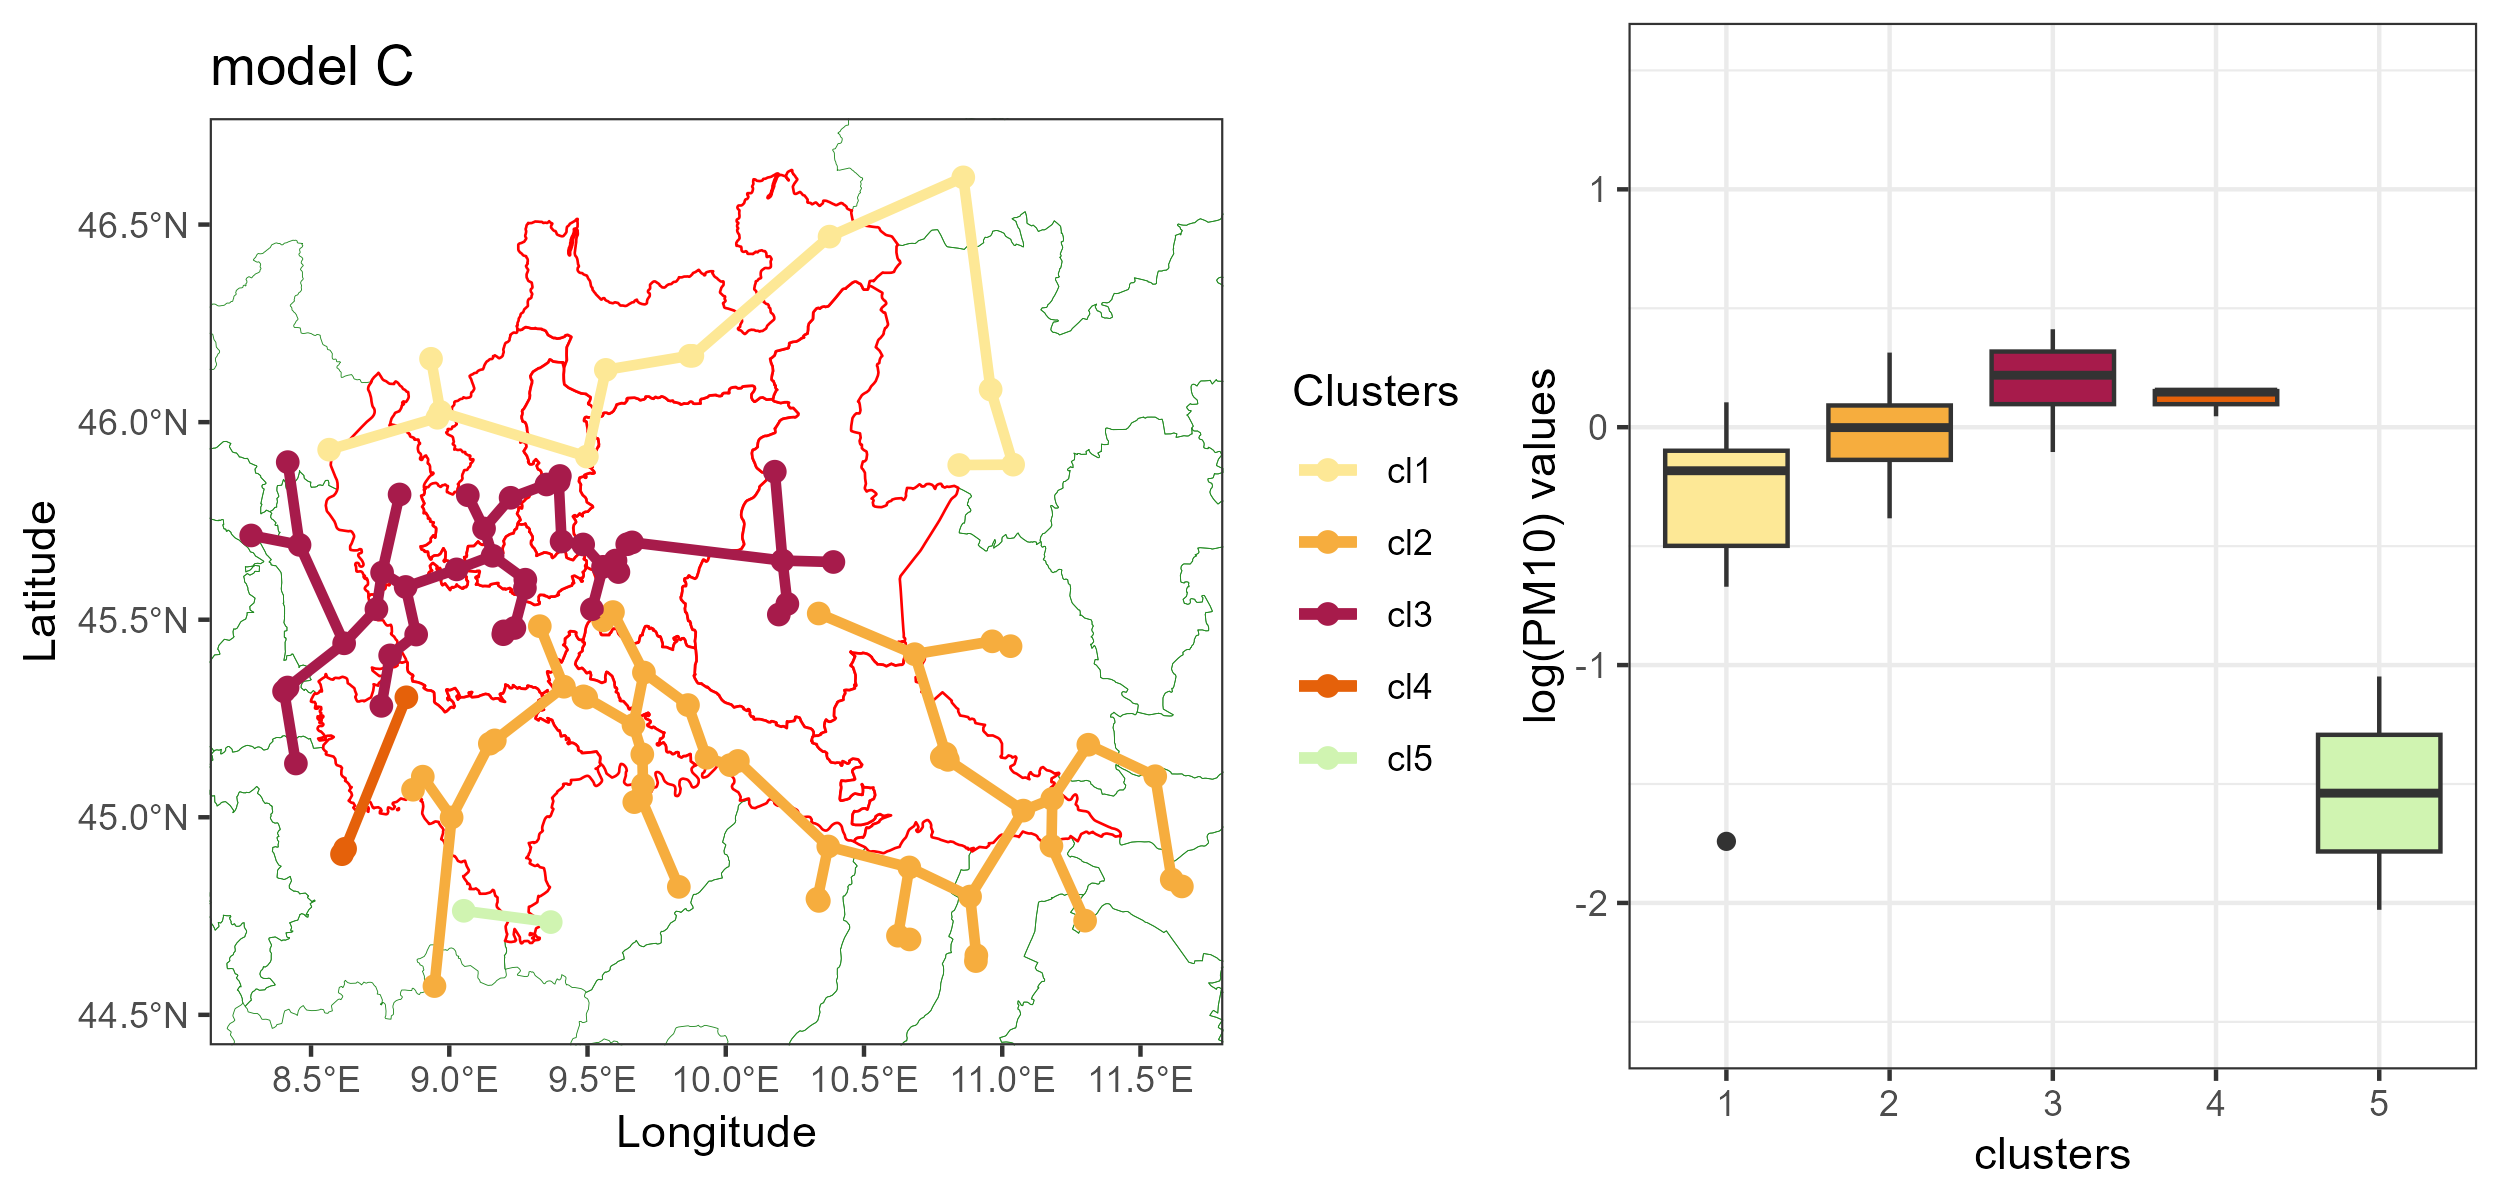 model C
46.5°N
46.0°N
45.5°N
45.0°N
44.5°N
Latitude
8.5°E 9.0°E 9.5°E 10.0°E 10.5°E 11.0°E 11.5°E
Longitude
Clusters
cl1
cl2
cl3
cl4
cl5
1
0
-1
-2
log(PM10) values
1 2 3 4 5
clusters